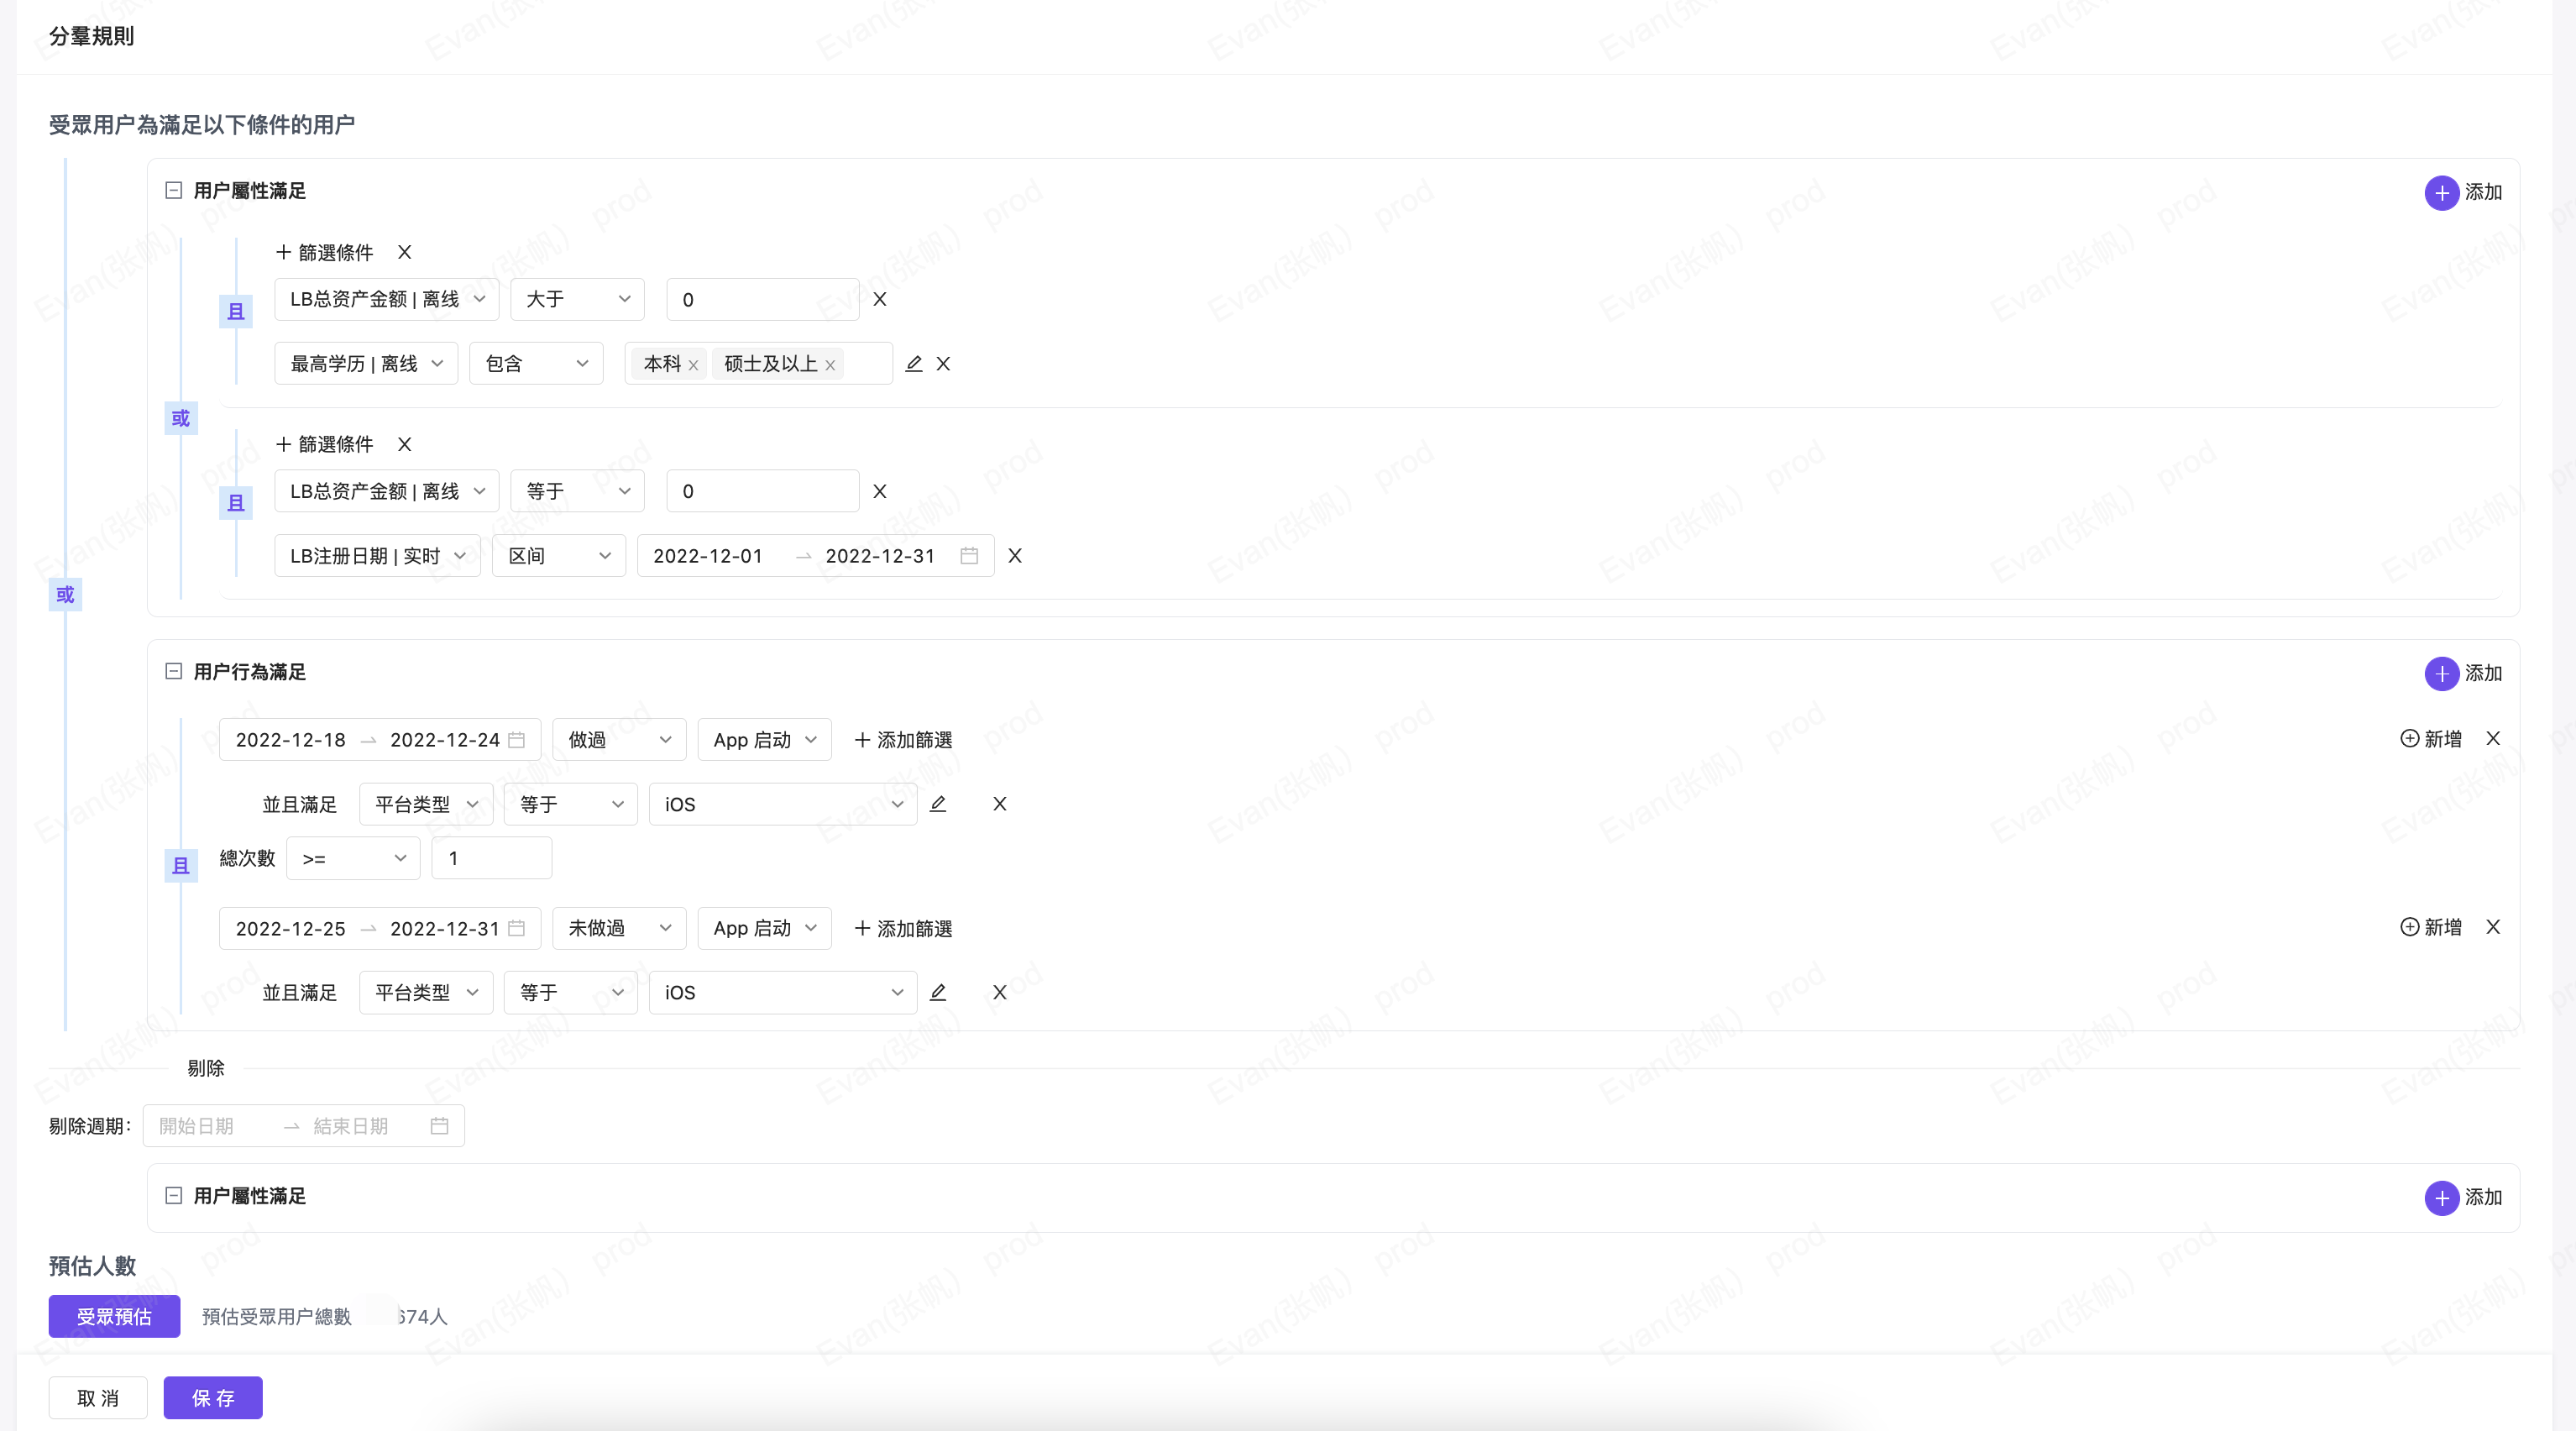 分羣規則
受眾用户為滿足以下條件的用户
用户屬性滿足
添加
篩選條件 X
LB总资产金额 | 离线 大于 0 X
且
最高学历 | 离线 包含 本科 × 硕士及以上 × X
或
篩選條件 X
LB总资产金额 | 离线 等于 0 X
且
LB注册日期 | 实时 区间 2022-12-01 → 2022-12-31 X
或
用户行為滿足
添加
2022-12-18 → 2022-12-24 做過 App 启动 + 添加篩選 新增 X
並且滿足 平台类型 等于 iOS X
總次數 >= 1
且
2022-12-25 → 2022-12-31 未做過 App 启动 + 添加篩選 新增 X
並且滿足 平台类型 等于 iOS X
剔除
剔除週期: 開始日期 → 結束日期
用户屬性滿足
添加
預估人數
受眾預估 預估受眾用户總數 674人
取 消 保 存
Evan(张帆) prod